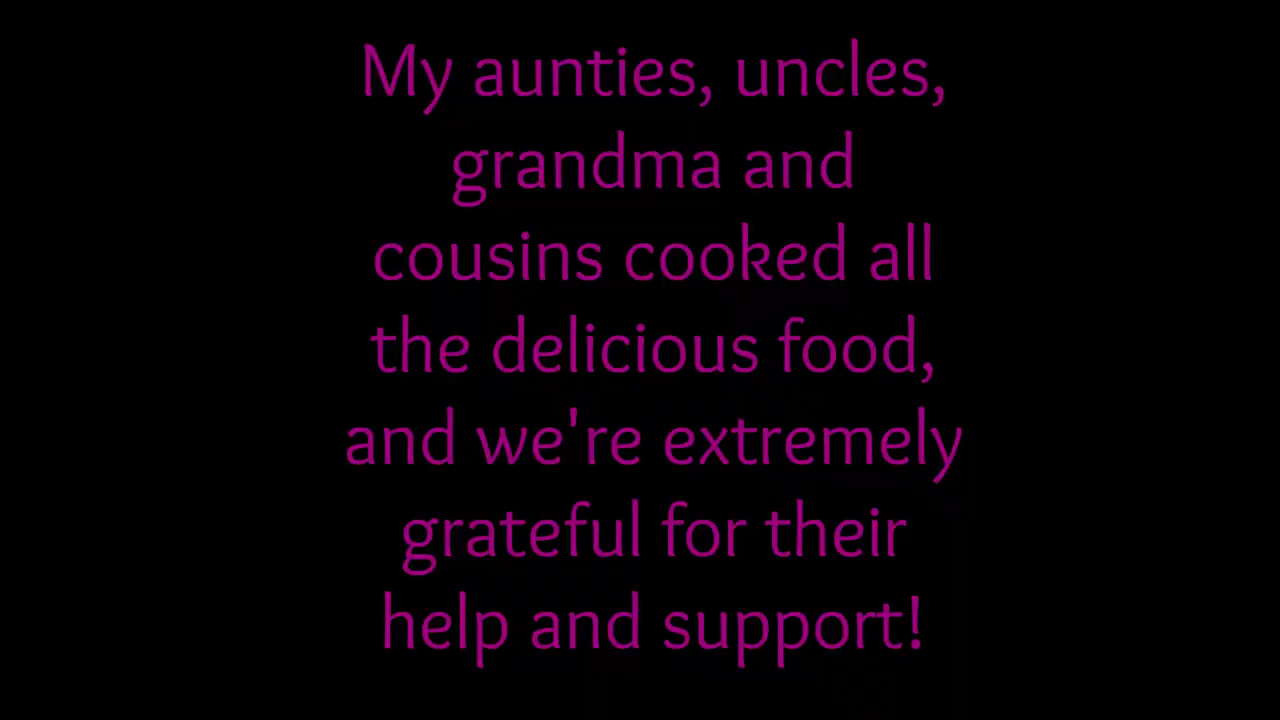 My aunties, uncles,
grandma and
cousins cooked all
the delicious food,
and we're extremely
grateful for their
help and support!